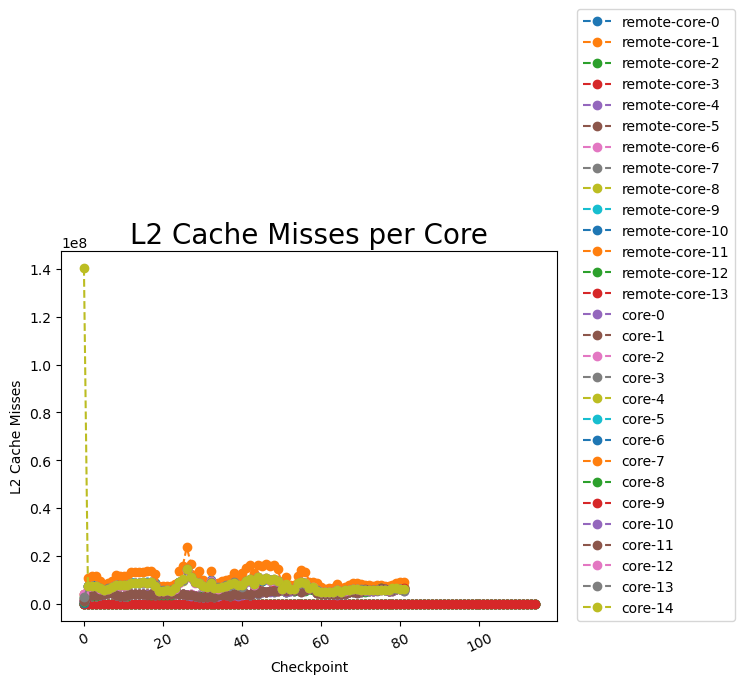 L2 Cache Misses per Core
1e8
1.4
1.2
1.0
0.8
0.6
0.4
0.2
0.0
L2 Cache Misses
0
20
40
60
80
100
Checkpoint
remote-core-0
remote-core-1
remote-core-2
remote-core-3
remote-core-4
remote-core-5
remote-core-6
remote-core-7
remote-core-8
remote-core-9
remote-core-10
remote-core-11
remote-core-12
remote-core-13
core-0
core-1
core-2
core-3
core-4
core-5
core-6
core-7
core-8
core-9
core-10
core-11
core-12
core-13
core-14